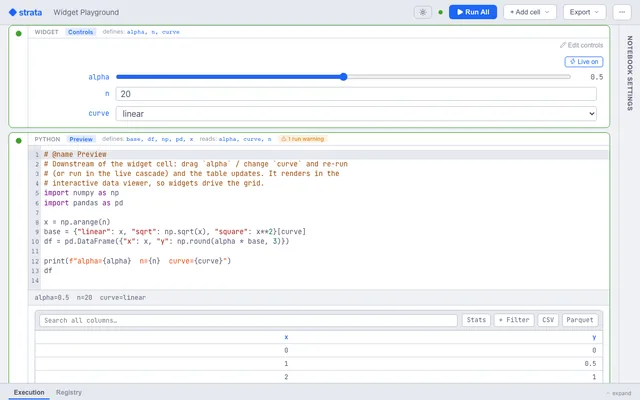 strata Widget Playground Run All + Add cell Export ...
WIDGET Controls defines: alpha, n, curve
Edit controls
Live on
alpha 0.5
n 20
curve linear
PYTHON Preview defines: base, df, np, pd, x reads: alpha, curve, n ⚠ 1 run warning
1 # @name Preview
2 # Downstream of the widget cell: drag `alpha` / change `curve` and re-run
3 # (or run in the live cascade) and the table updates. It renders in the
4 # interactive data viewer, so widgets drive the grid.
5 import numpy as np
6 import pandas as pd
7
8 x = np.arange(n)
9 base = {"linear": x, "sqrt": np.sqrt(x), "square": x**2}[curve]
10 df = pd.DataFrame({"x": x, "y": np.round(alpha * base, 3)})
11
12 print(f"alpha={alpha}  n={n}  curve={curve}")
13 df
14
alpha=0.5  n=20  curve=linear
Search all columns… Stats + Filter CSV Parquet
x y
0 0
1 0.5
2 1
Execution Registry expand
NOTEBOOK SETTINGS